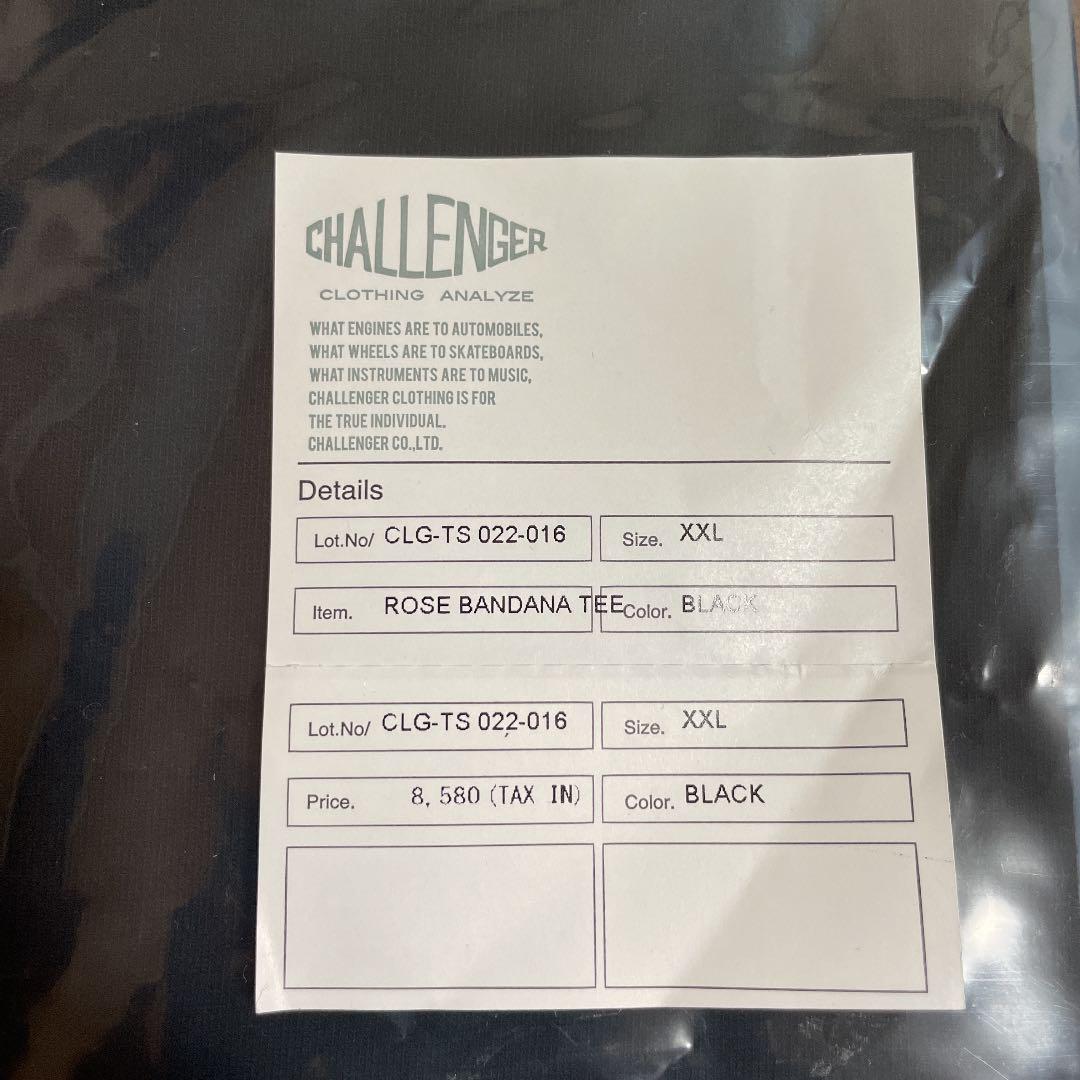 CHALLENGER
CLOTHING ANALYZE
WHAT ENGINES ARE TO AUTOMOBILES,
WHAT WHEELS ARE TO SKATEBOARDS,
WHAT INSTRUMENTS ARE TO MUSIC,
CHALLENGER CLOTHING IS FOR
THE TRUE INDIVIDUAL.
CHALLENGER CO.,LTD.
Details
Lot.No/ CLG-TS 022-016 Size. XXL
Item. ROSE BANDANA TEE Color. BLACK
Lot.No/ CLG-TS 022-016 Size. XXL
Price. 8,580 (TAX IN) Color. BLACK